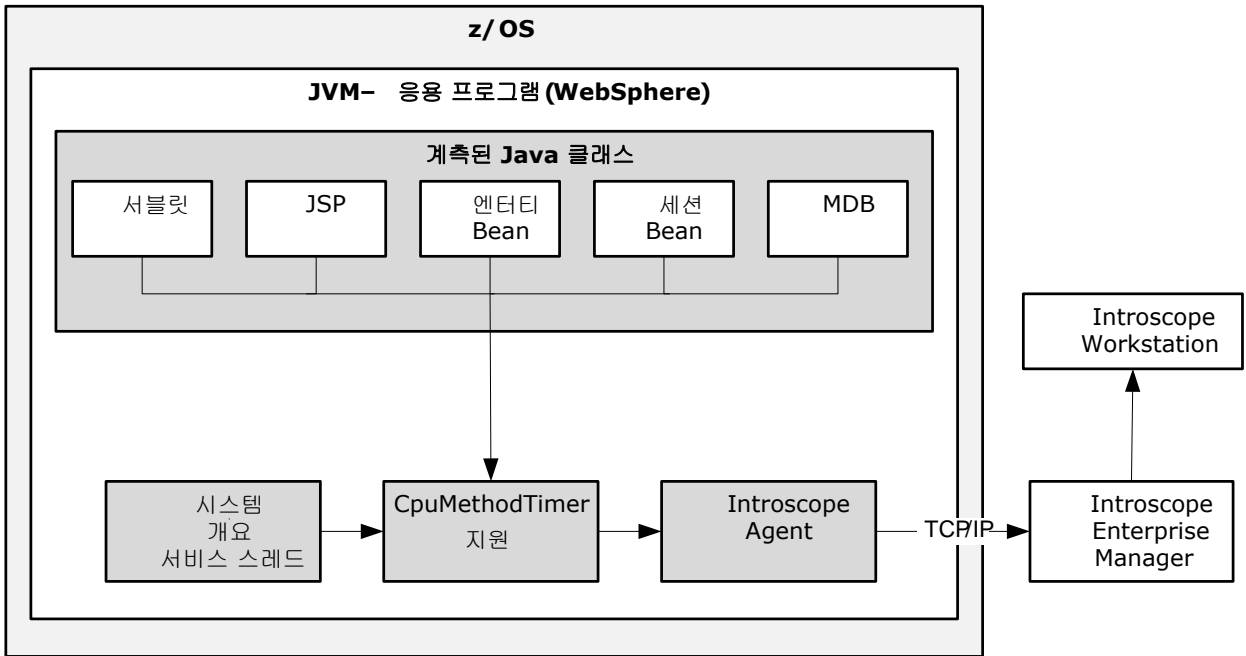 z/OS
JVM– 응용 프로그램 (WebSphere)
계측된 Java 클래스
서블릿
JSP
엔터티
Bean
세션
Bean
MDB
Introscope
Workstation
시스템
개요
서비스 스레드
CpuMethodTimer
지원
Introscope
Agent
TCP/IP
Introscope
Enterprise
Manager